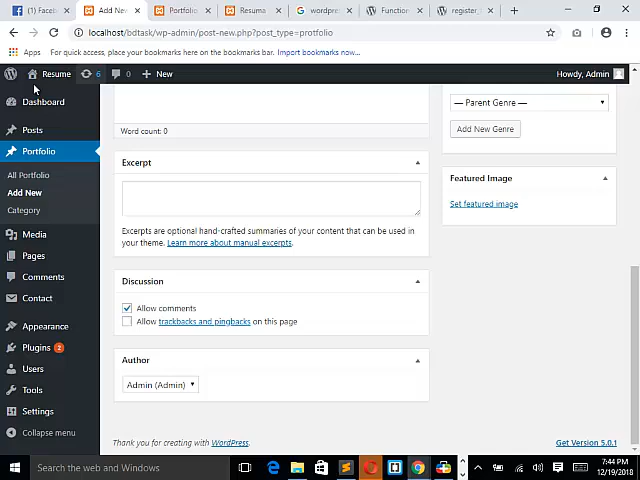 (1) Faceb
Add New
Portfolio
Resuma
wordpre
Function
register_
localhost/bdtask/wp-admin/post-new.php?post_type=protfolio
Apps For quick access, place your bookmarks here on the bookmarks bar. Import bookmarks now...
Resume 6 0 New Howdy, Admin
Dashboard
Posts
Portfolio
All Portfolio
Add New
Category
Media
Pages
Comments
Contact
Appearance
Plugins 2
Users
Tools
Settings
Collapse menu
Word count: 0
Excerpt
Excerpts are optional hand-crafted summaries of your content that can be used in
your theme. Learn more about manual excerpts.
Discussion
Allow comments
Allow trackbacks and pingbacks on this page
Author
Admin (Admin)
— Parent Genre —
Add New Genre
Featured Image
Set featured image
Thank you for creating with WordPress.
Get Version 5.0.1
Search the web and Windows
7:44 PM
12/19/2018